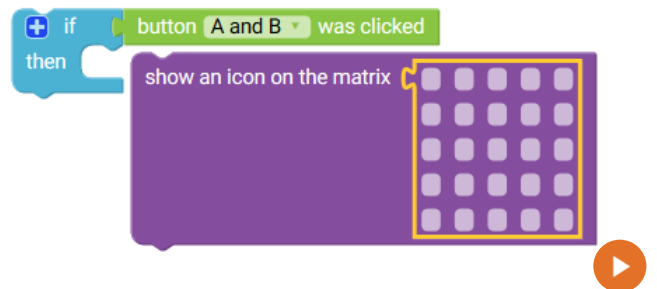 if button A and B was clicked
then
show an icon on the matrix